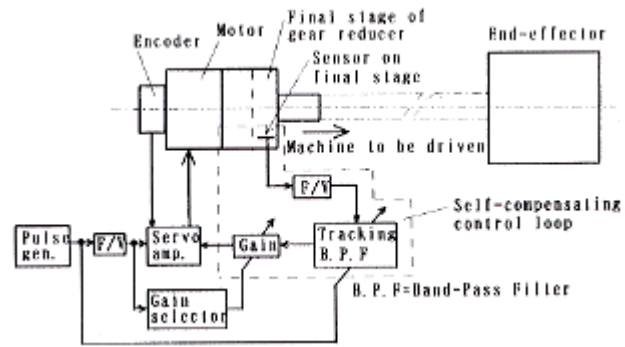 Final stage of
gear reducer
Motor
Encoder
Sensor on
final stage
End-effector
Machine to be driven
F/V
Self-compensating
control loop
Pulse
gen.
F/V
Servo
amp.
Gain
Tracking
B.P.F
Gain
selector
B.P.F=Band-Pass Filter